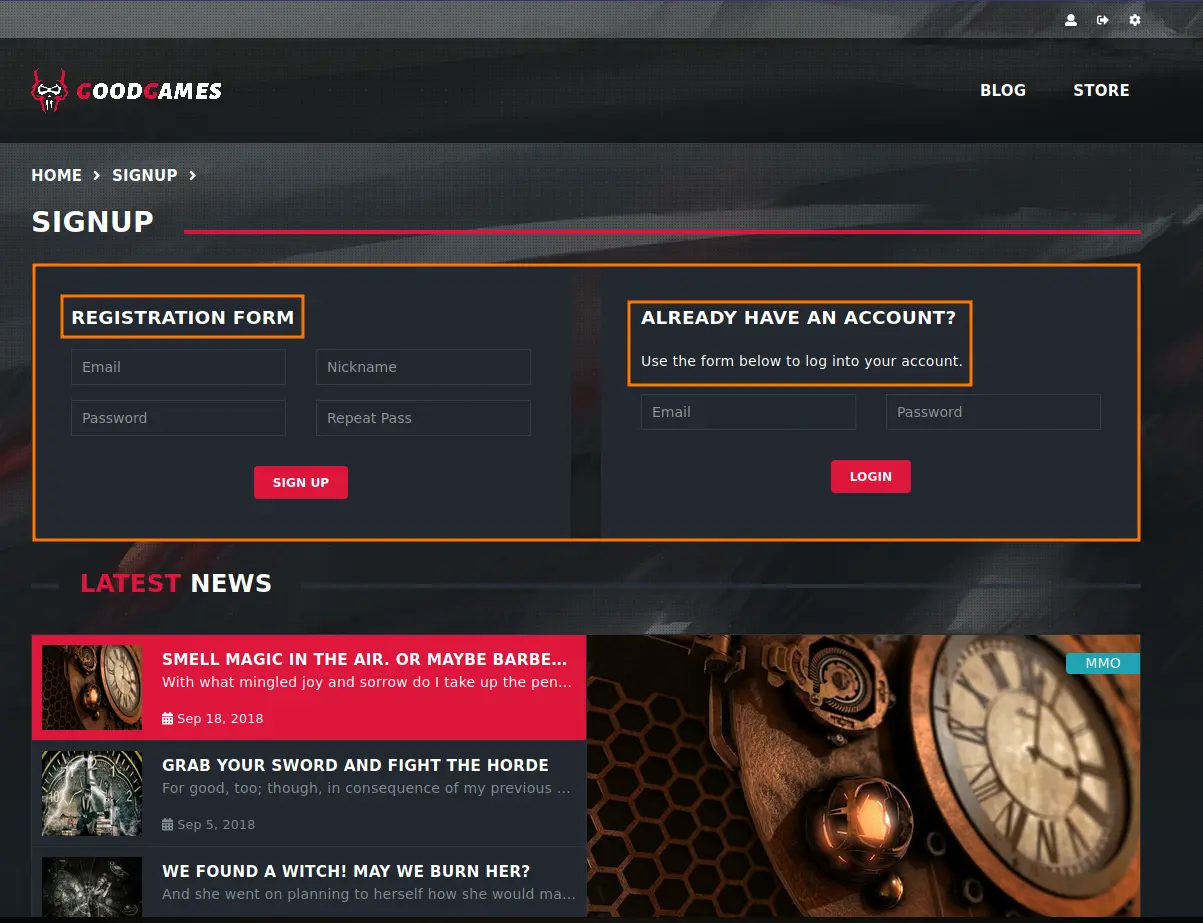 GOODGAMES
BLOG
STORE
HOME
SIGNUP
SIGNUP
REGISTRATION FORM
Email
Nickname
Password
Repeat Pass
SIGN UP
ALREADY HAVE AN ACCOUNT?
Use the form below to log into your account.
Email
Password
LOGIN
LATEST NEWS
SMELL MAGIC IN THE AIR. OR MAYBE BARBE...
With what mingled joy and sorrow do I take up the pen...
Sep 18, 2018
MMO
GRAB YOUR SWORD AND FIGHT THE HORDE
For good, too; though, in consequence of my previous ...
Sep 5, 2018
WE FOUND A WITCH! MAY WE BURN HER?
And she went on planning to herself how she would ma...